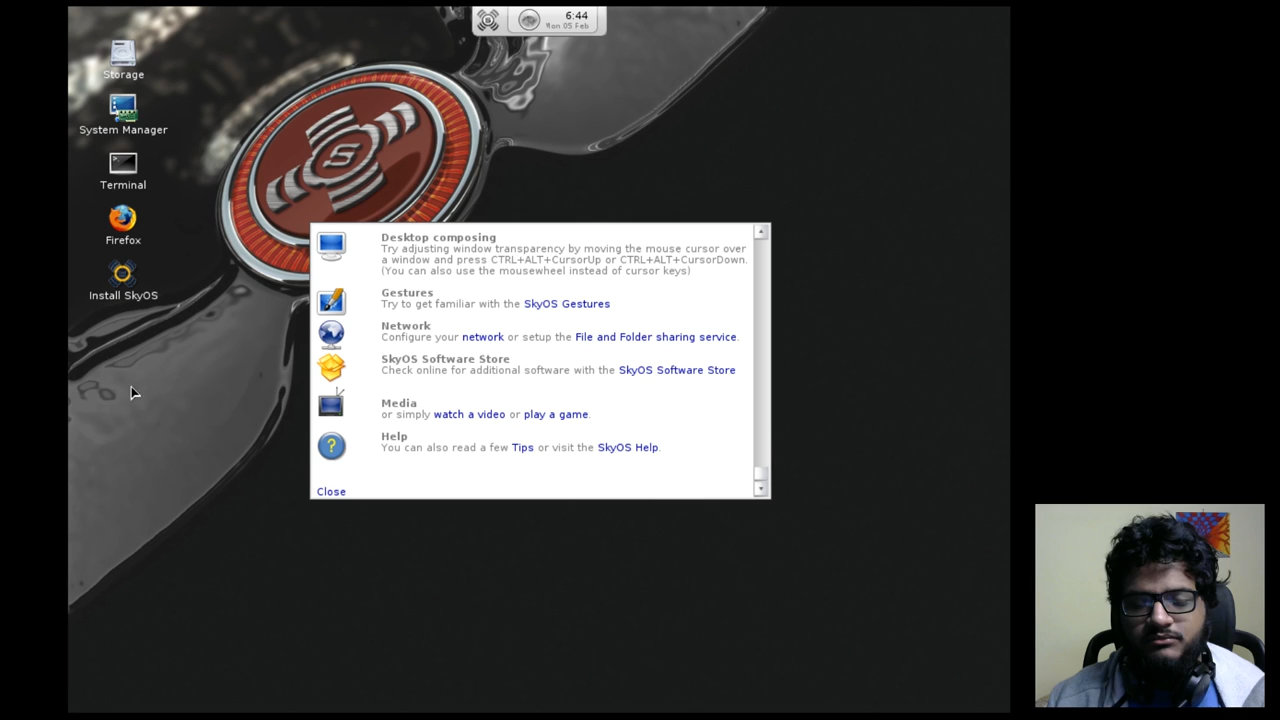 6:44
Mon 05 Feb
Storage
System Manager
Terminal
Firefox
Install SkyOS
Desktop composing
Try adjusting window transparency by moving the mouse cursor over
a window and press CTRL+ALT+CursorUp or CTRL+ALT+CursorDown.
(You can also use the mousewheel instead of cursor keys)
Gestures
Try to get familiar with the SkyOS Gestures
Network
Configure your network or setup the File and Folder sharing service.
SkyOS Software Store
Check online for additional software with the SkyOS Software Store
Media
or simply watch a video or play a game.
Help
You can also read a few Tips or visit the SkyOS Help.
Close